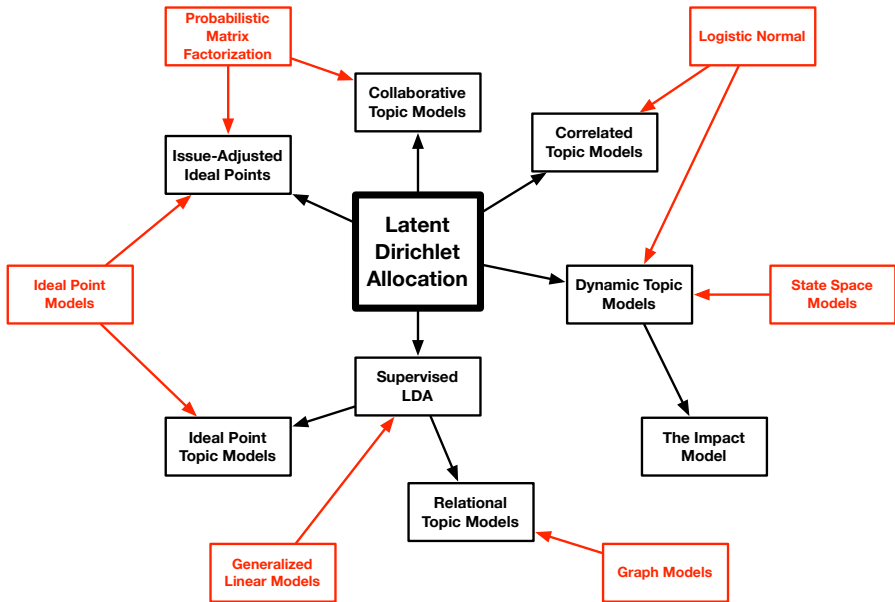 Probabilistic
Matrix
Factorization
Logistic Normal
Collaborative
Topic Models
Correlated
Topic Models
Issue-Adjusted
Ideal Points
Latent
Dirichlet
Allocation
Ideal Point
Models
Dynamic Topic
Models
State Space
Models
Supervised
LDA
Ideal Point
Topic Models
The Impact
Model
Relational
Topic Models
Generalized
Linear Models
Graph Models